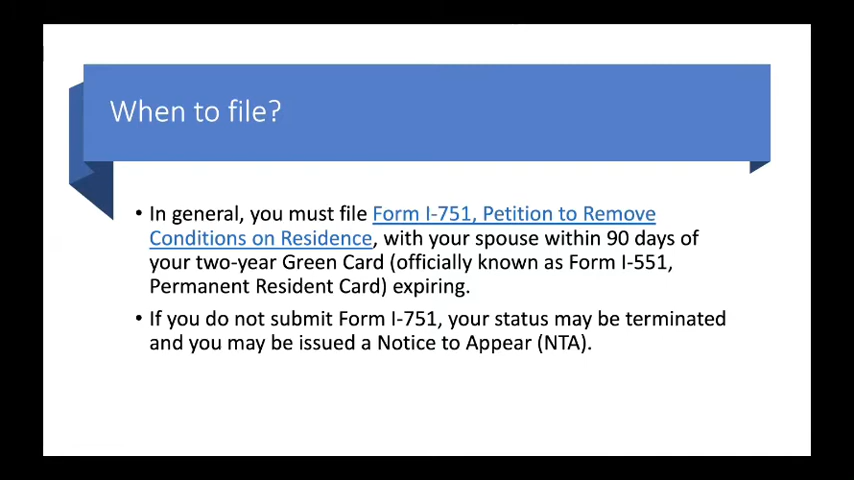 When to file?
• In general, you must file Form I-751, Petition to Remove
Conditions on Residence, with your spouse within 90 days of
your two-year Green Card (officially known as Form I-551,
Permanent Resident Card) expiring.
• If you do not submit Form I-751, your status may be terminated
and you may be issued a Notice to Appear (NTA).